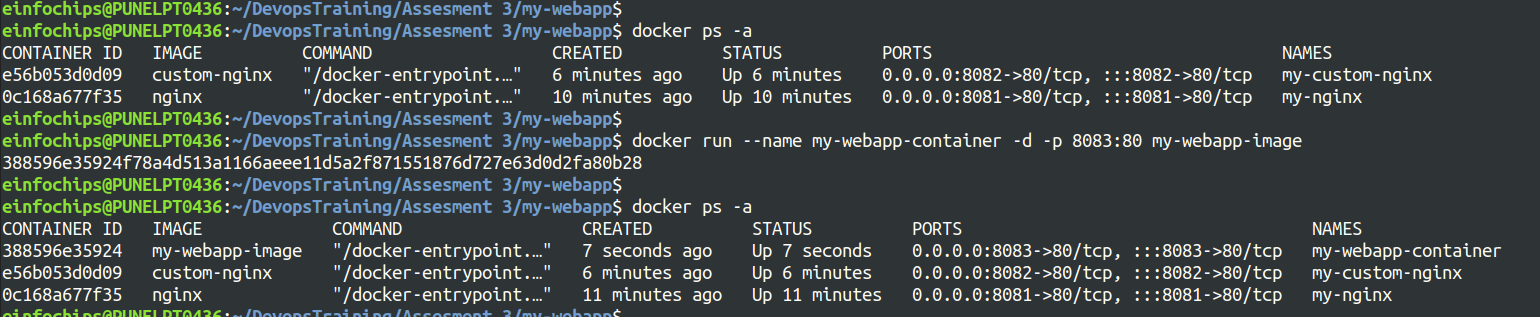 einfochips@PUNELPT0436:~/DevopsTraining/Assesment 3/my-webapp$
einfochips@PUNELPT0436:~/DevopsTraining/Assesment 3/my-webapp$ docker ps -a
CONTAINER ID   IMAGE          COMMAND                  CREATED          STATUS          PORTS                                   NAMES
e56b053d0d09   custom-nginx   "/docker-entrypoint.…"   6 minutes ago    Up 6 minutes    0.0.0.0:8082->80/tcp, :::8082->80/tcp   my-custom-nginx
0c168a677f35   nginx          "/docker-entrypoint.…"   10 minutes ago   Up 10 minutes   0.0.0.0:8081->80/tcp, :::8081->80/tcp   my-nginx
einfochips@PUNELPT0436:~/DevopsTraining/Assesment 3/my-webapp$
einfochips@PUNELPT0436:~/DevopsTraining/Assesment 3/my-webapp$ docker run --name my-webapp-container -d -p 8083:80 my-webapp-image
388596e35924f78a4d513a1166aeee11d5a2f871551876d727e63d0d2fa80b28
einfochips@PUNELPT0436:~/DevopsTraining/Assesment 3/my-webapp$
einfochips@PUNELPT0436:~/DevopsTraining/Assesment 3/my-webapp$ docker ps -a
CONTAINER ID   IMAGE             COMMAND                  CREATED          STATUS          PORTS                                   NAMES
388596e35924   my-webapp-image   "/docker-entrypoint.…"   7 seconds ago    Up 7 seconds    0.0.0.0:8083->80/tcp, :::8083->80/tcp   my-webapp-container
e56b053d0d09   custom-nginx      "/docker-entrypoint.…"   6 minutes ago    Up 6 minutes    0.0.0.0:8082->80/tcp, :::8082->80/tcp   my-custom-nginx
0c168a677f35   nginx             "/docker-entrypoint.…"   11 minutes ago   Up 11 minutes   0.0.0.0:8081->80/tcp, :::8081->80/tcp   my-nginx
einfochips@PUNELPT0436:~/DevopsTraining/Assesment 3/my-webapp$